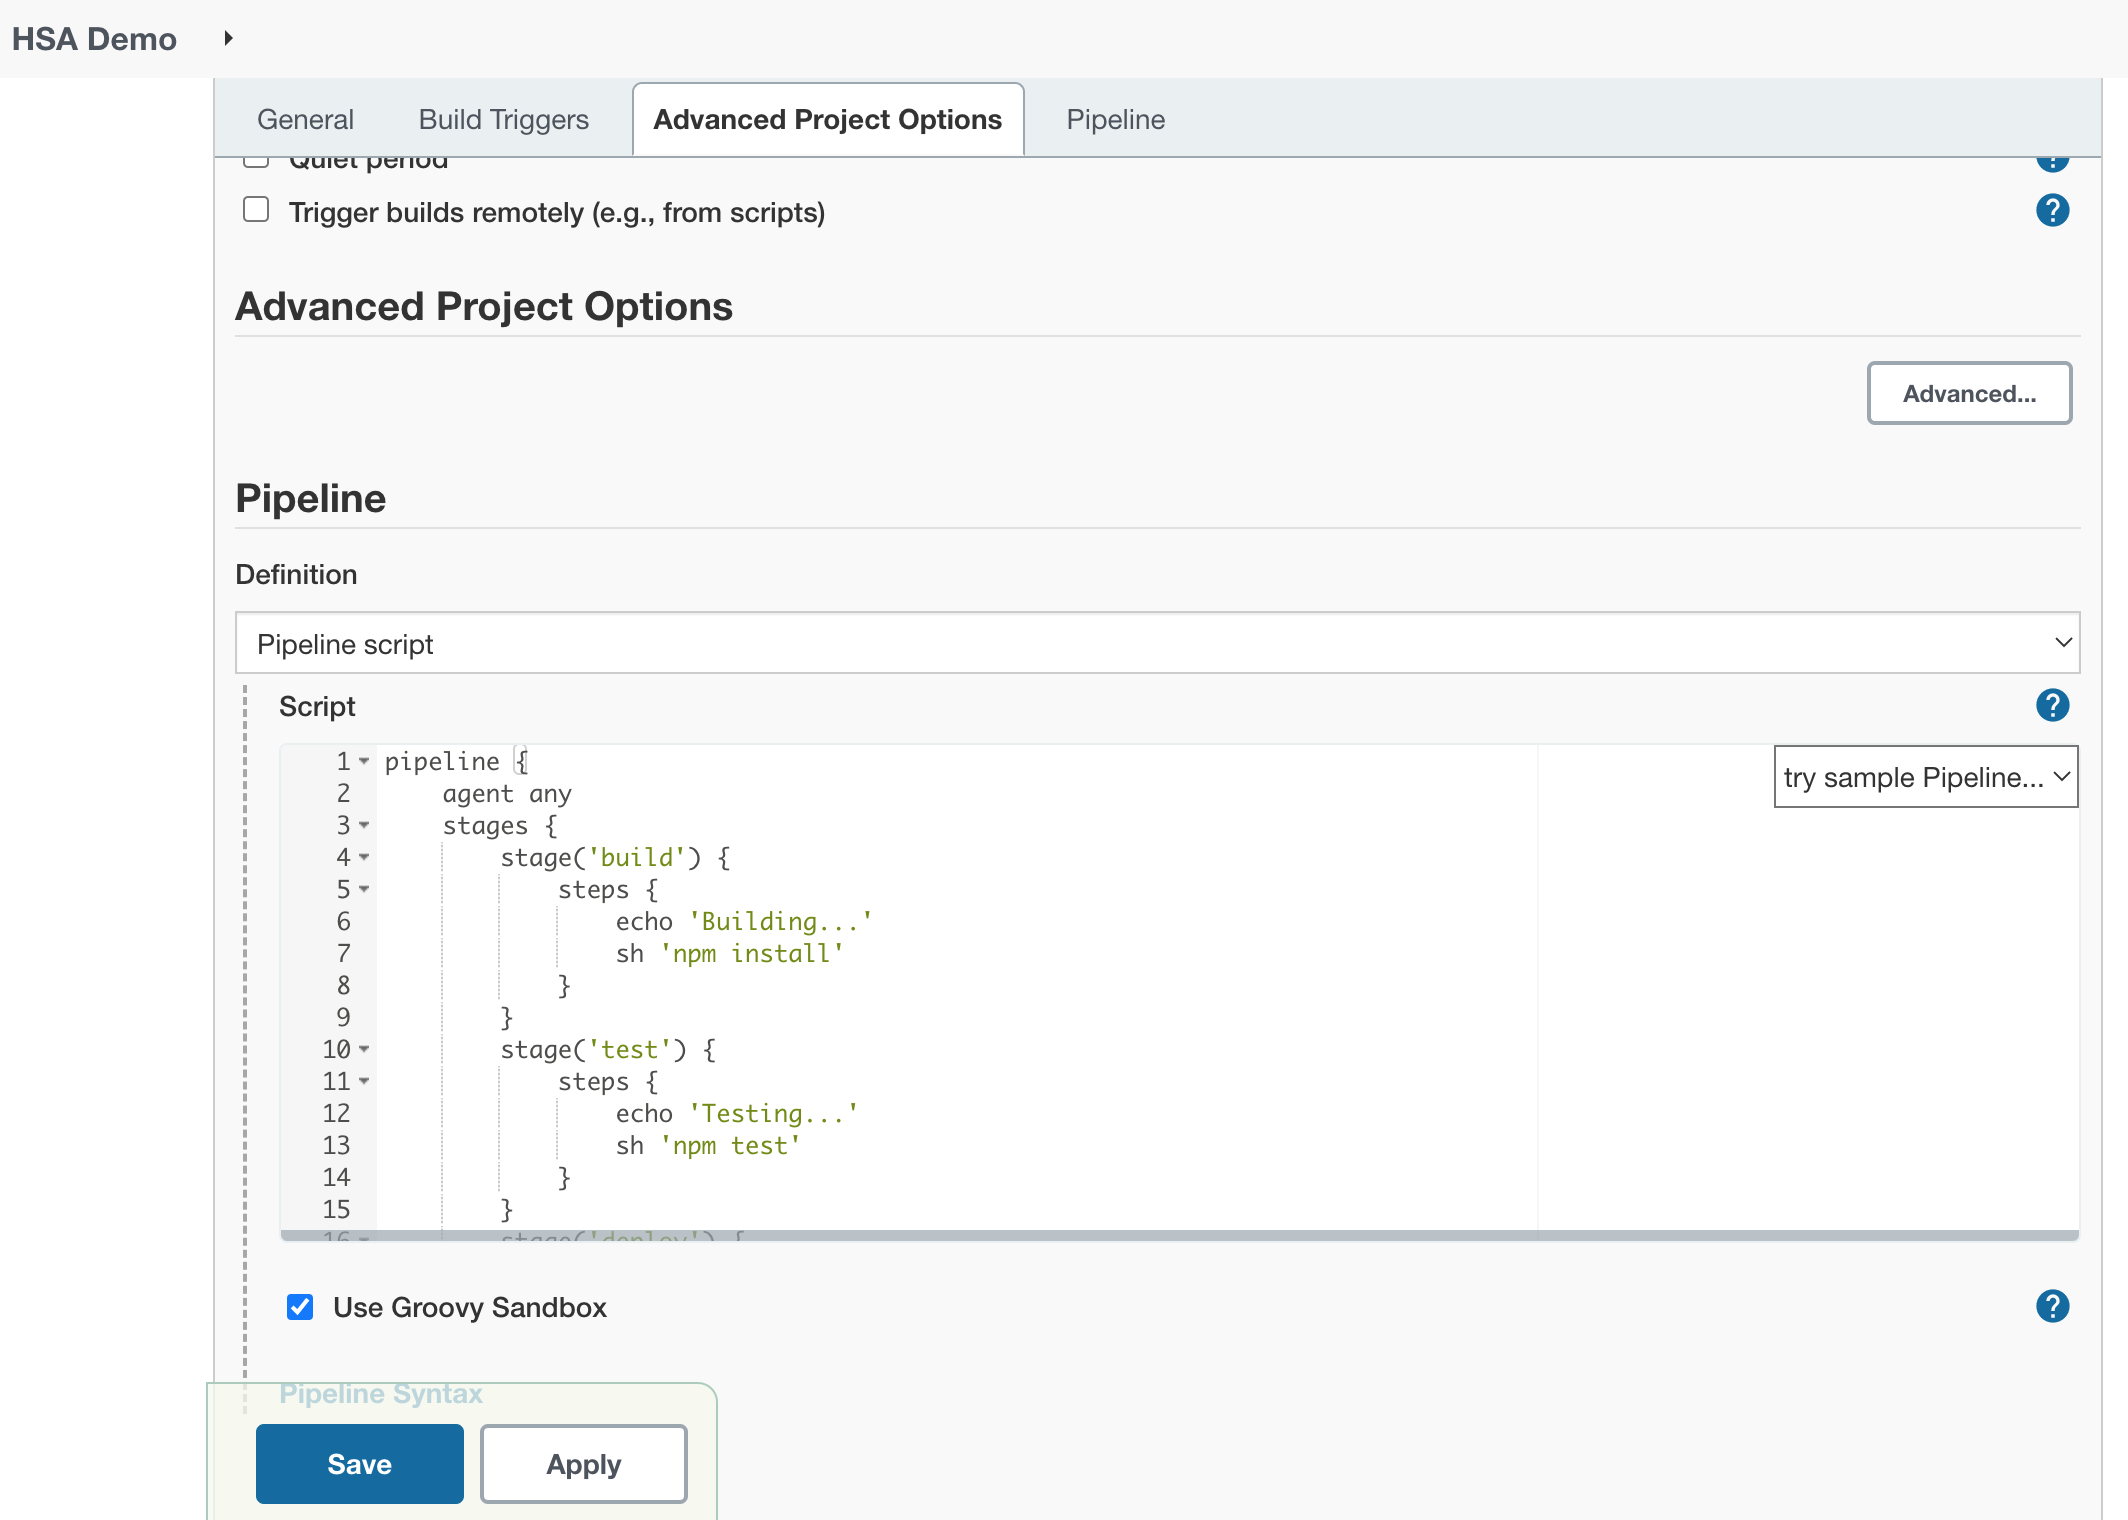 HSA Demo
General Build Triggers Advanced Project Options Pipeline
Quiet period
Trigger builds remotely (e.g., from scripts)
Advanced Project Options
Advanced...
Pipeline
Definition
Pipeline script
Script
try sample Pipeline...
1 pipeline {
2 agent any
3 stages {
4 stage('build') {
5 steps {
6 echo 'Building...'
7 sh 'npm install'
8 }
9 }
10 stage('test') {
11 steps {
12 echo 'Testing...'
13 sh 'npm test'
14 }
15 }
16 stage('deploy') {
Use Groovy Sandbox
Pipeline Syntax
Save Apply